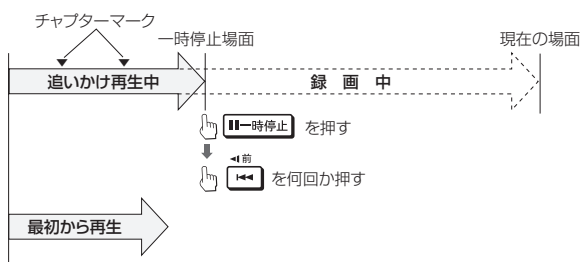 チャプターマーク
一時停止場面
現在の場面
追いかけ再生中
録 画 中
一時停止 を押す
前
を何回か押す
最初から再生